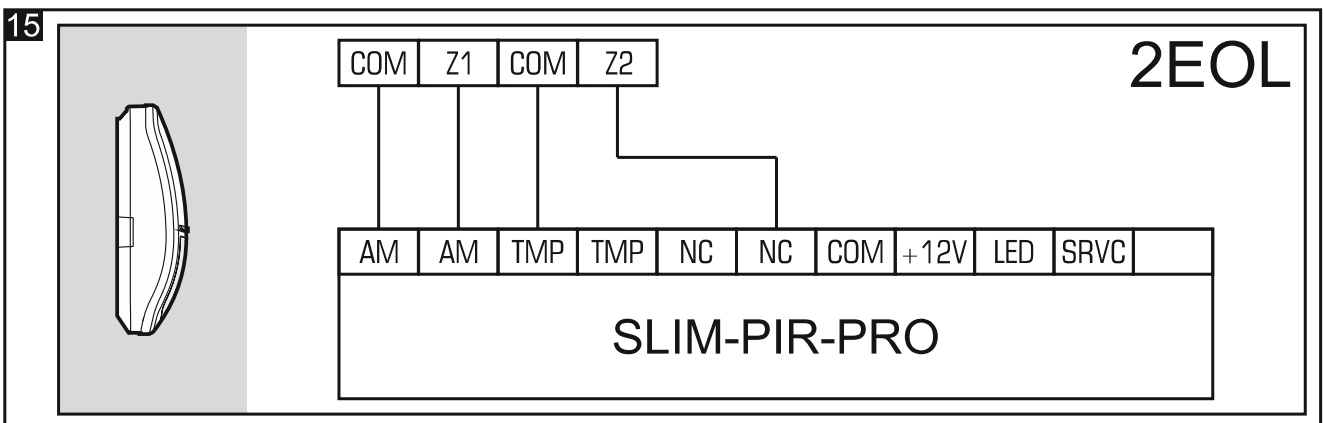 15
COM Z1 COM Z2
2EOL
AM AM TMP TMP NC NC COM +12V LED SRVC
SLIM-PIR-PRO